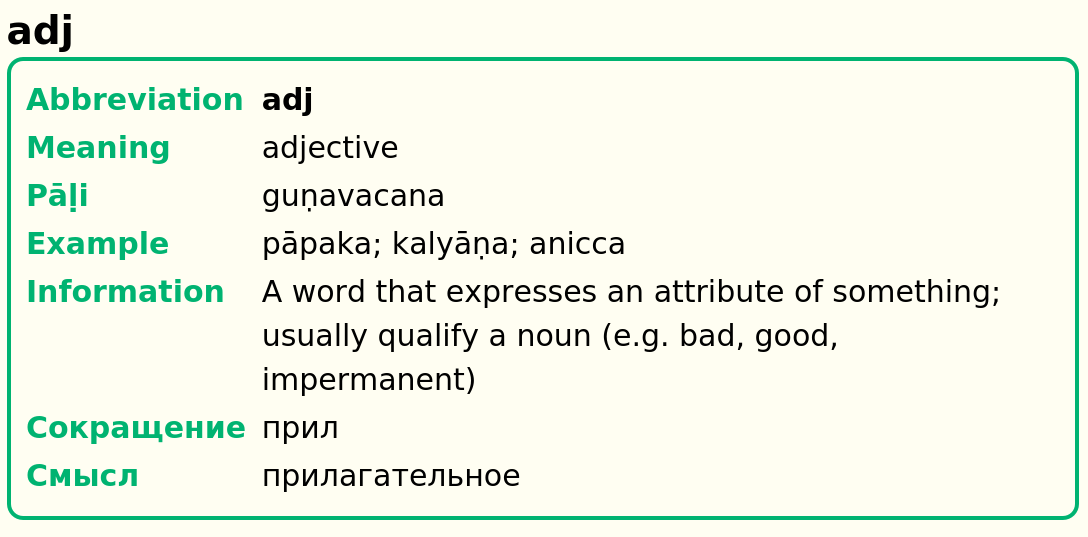 adj
Abbreviation adj
Meaning adjective
Pāḷi guṇavacana
Example pāpaka; kalyāṇa; anicca
Information A word that expresses an attribute of something;
usually qualify a noun (e.g. bad, good,
impermanent)
Сокращение прил
Смысл прилагательное